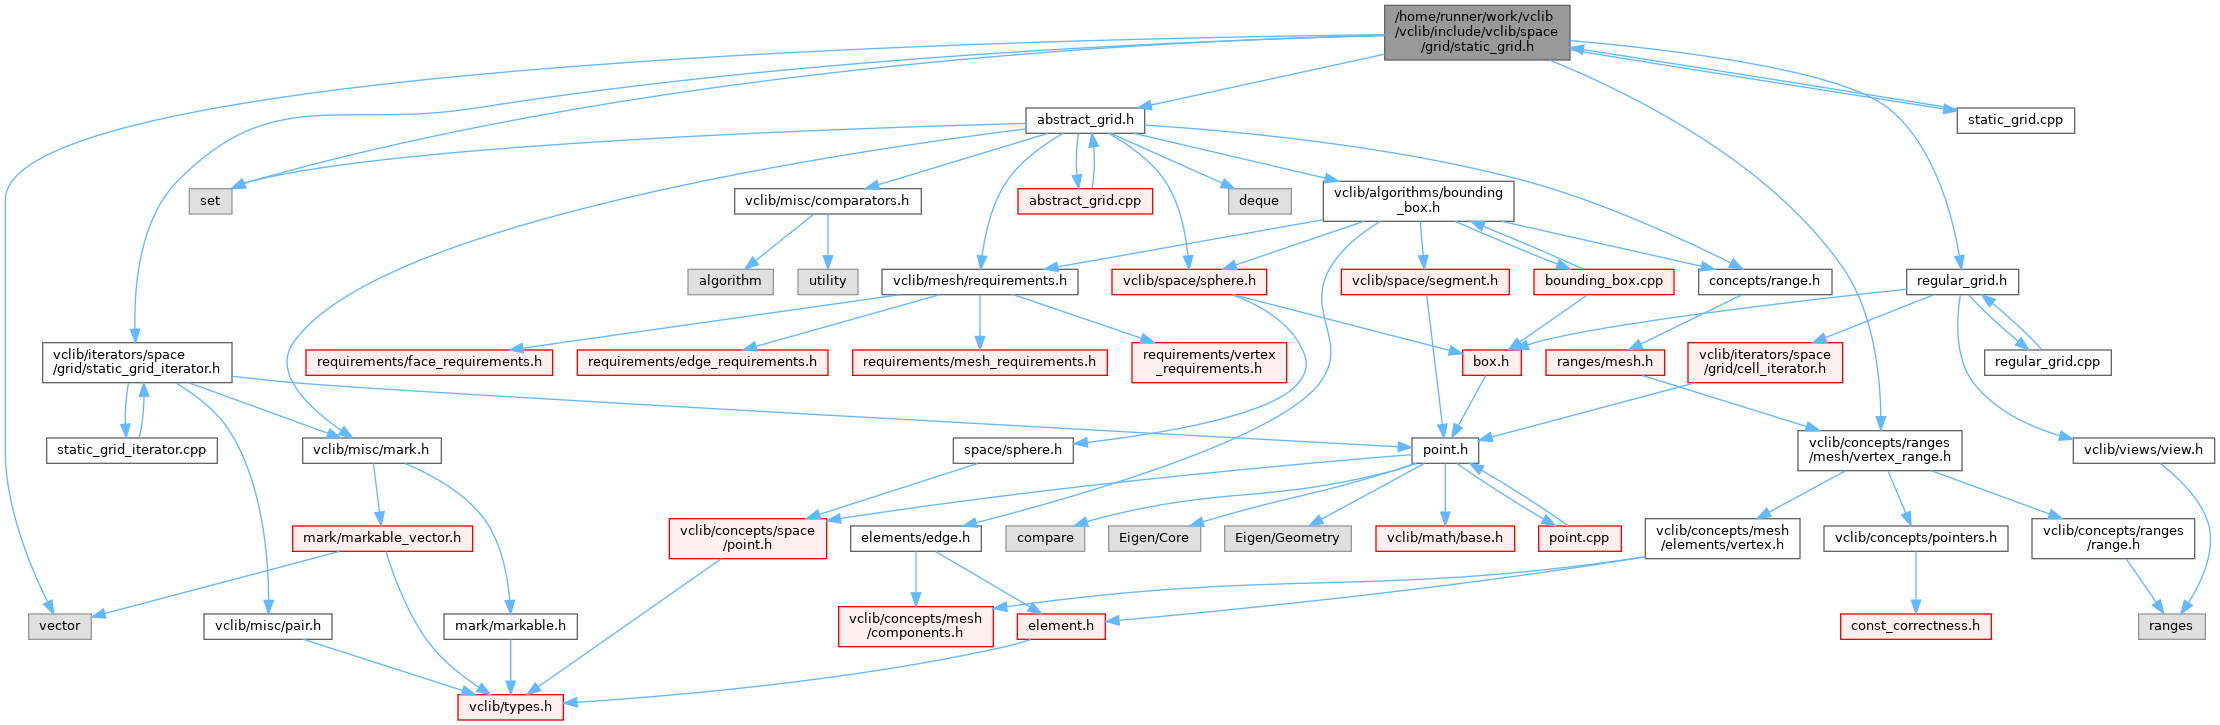 /home/runner/work/vclib
/vclib/include/vclib/space
/grid/static_grid.h
abstract_grid.h
static_grid.cpp
set
vclib/misc/comparators.h
abstract_grid.cpp
deque
vclib/algorithms/bounding
_box.h
algorithm
utility
vclib/mesh/requirements.h
vclib/space/sphere.h
vclib/space/segment.h
bounding_box.cpp
concepts/range.h
regular_grid.h
vclib/iterators/space
/grid/static_grid_iterator.h
requirements/face_requirements.h
requirements/edge_requirements.h
requirements/mesh_requirements.h
requirements/vertex
_requirements.h
box.h
ranges/mesh.h
vclib/iterators/space
/grid/cell_iterator.h
regular_grid.cpp
static_grid_iterator.cpp
vclib/misc/mark.h
space/sphere.h
point.h
vclib/concepts/ranges
/mesh/vertex_range.h
vclib/views/view.h
mark/markable_vector.h
vclib/concepts/space
/point.h
elements/edge.h
compare
Eigen/Core
Eigen/Geometry
vclib/math/base.h
point.cpp
vclib/concepts/mesh
/elements/vertex.h
vclib/concepts/pointers.h
vclib/concepts/ranges
/range.h
vector
vclib/misc/pair.h
mark/markable.h
vclib/concepts/mesh
/components.h
element.h
const_correctness.h
ranges
vclib/types.h